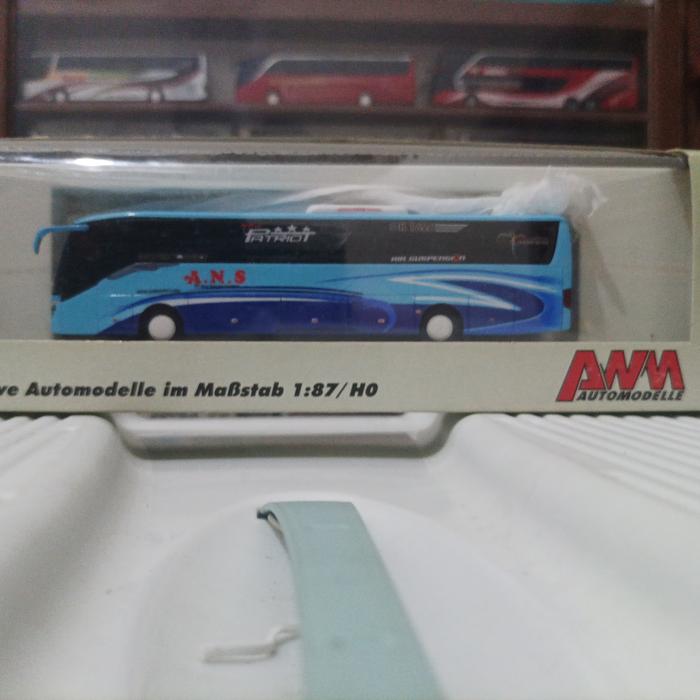 PATRIOT
AIR SUSPENSION
A.N.S
ve Automodelle im Maßstab 1:87/H0
AWM
AUTOMODELLE